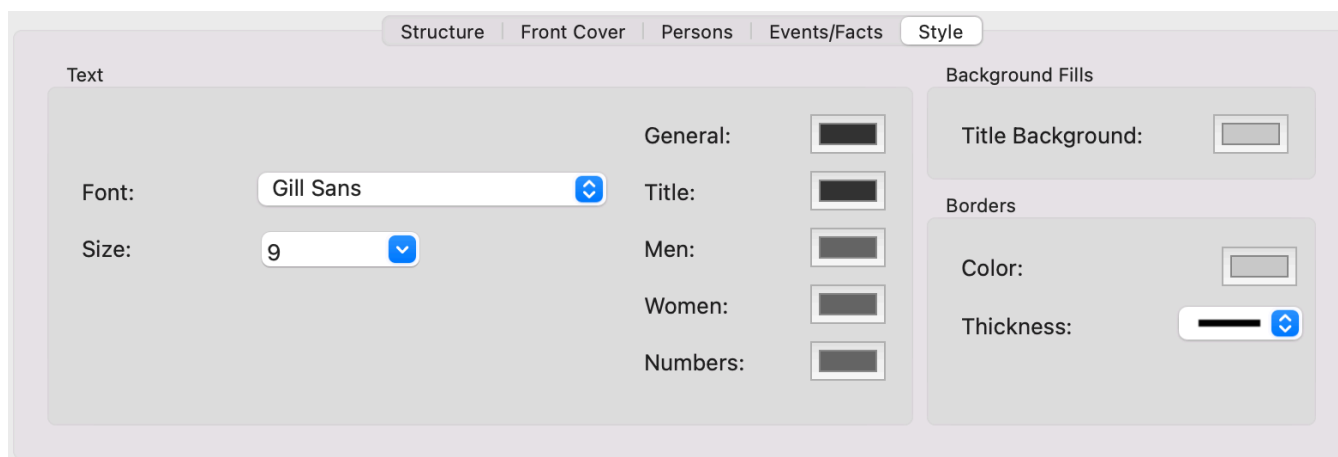 Structure Front Cover Persons Events/Facts Style
Text
Font: Gill Sans
Size: 9
General:
Title:
Men:
Women:
Numbers:
Background Fills
Title Background:
Borders
Color:
Thickness: